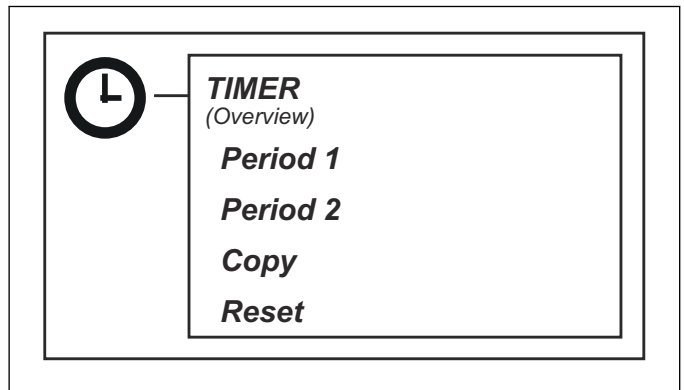 TIMER
(Overview)
Period 1
Period 2
Copy
Reset